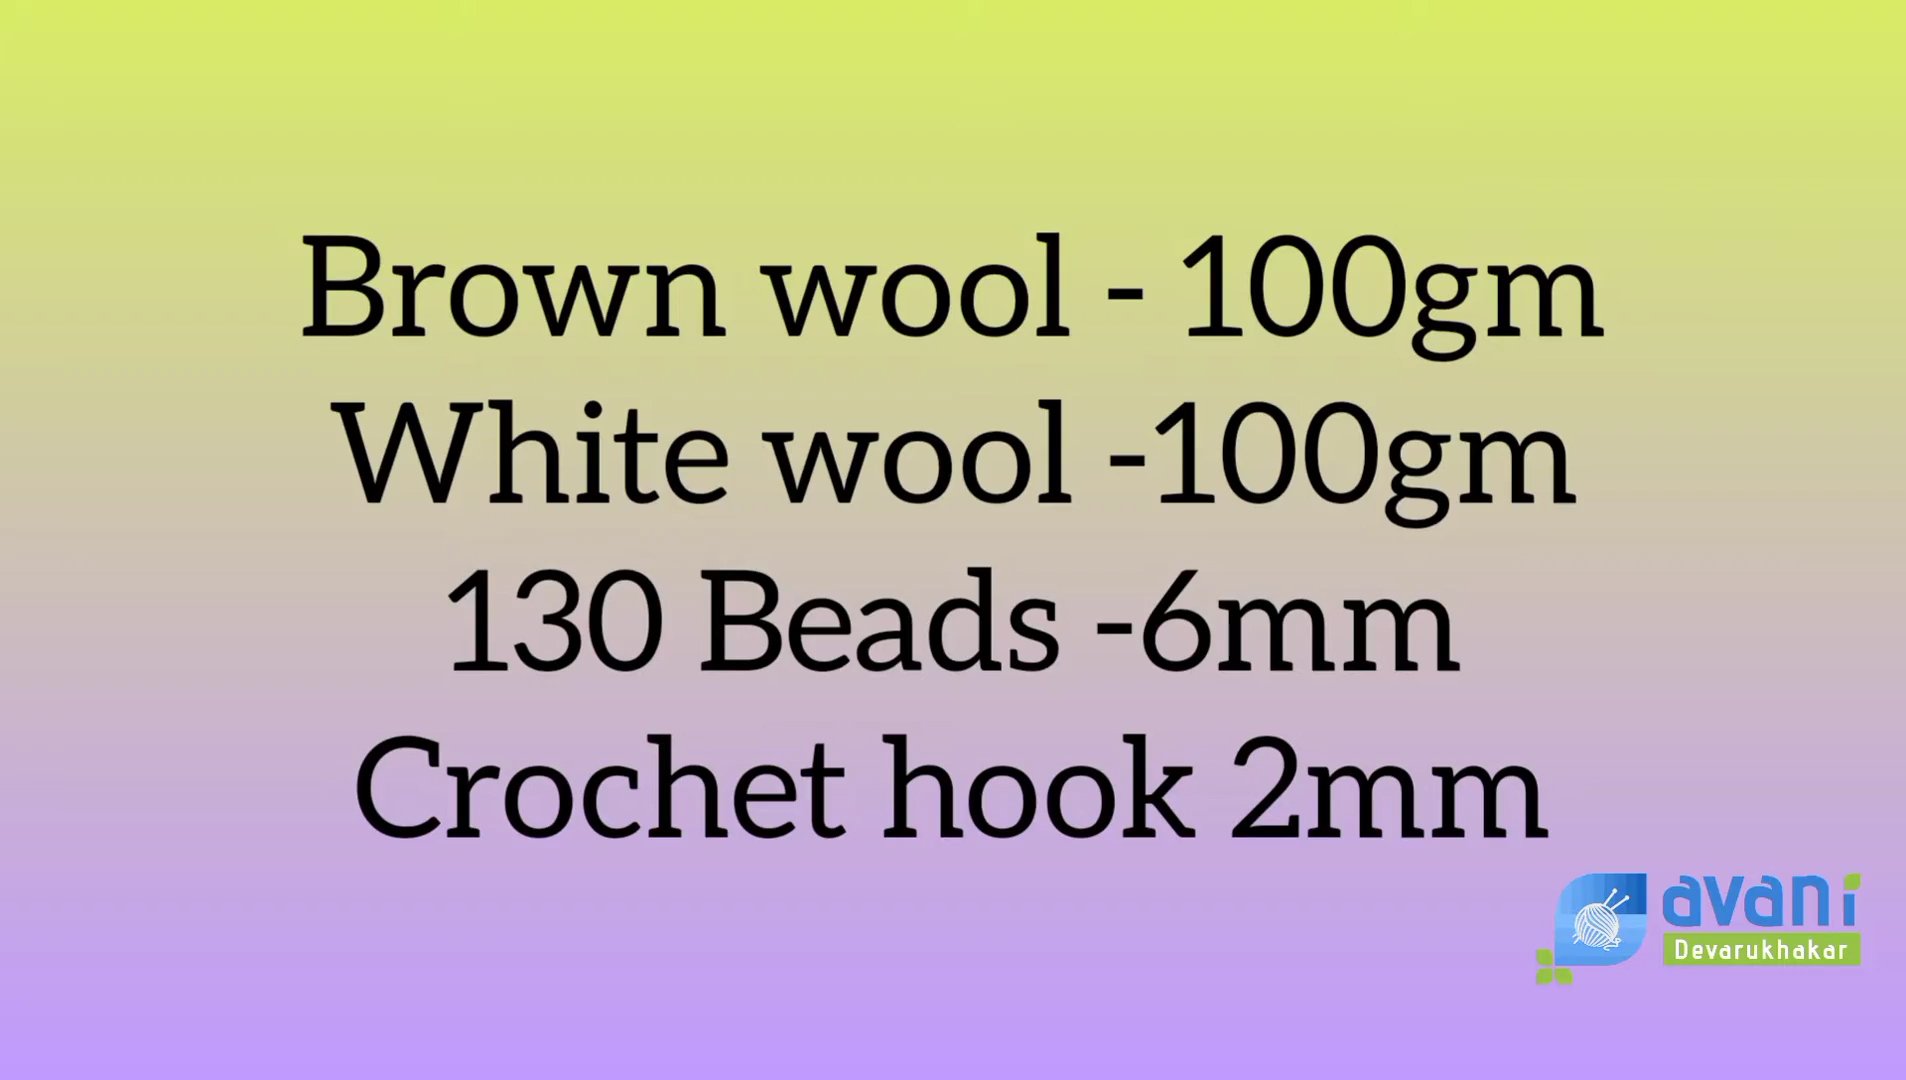 Brown wool - 100gm
White wool -100gm
130 Beads -6mm
Crochet hook 2mm
avani
Devarukhakar